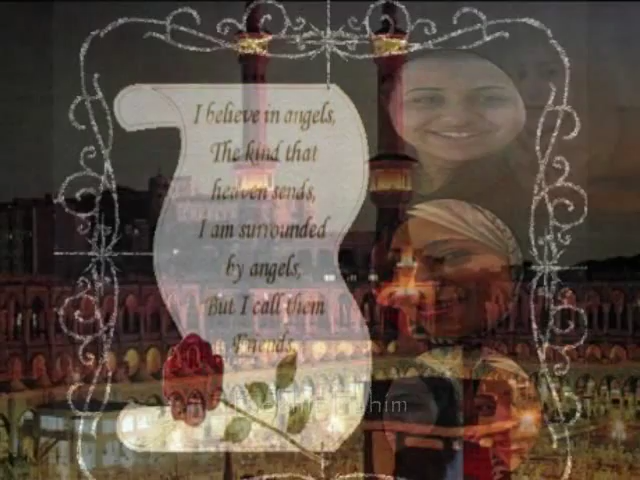 I believe in angels,
The kind that
heaven sends,
I am surrounded
by angels,
But I call them
Friends.